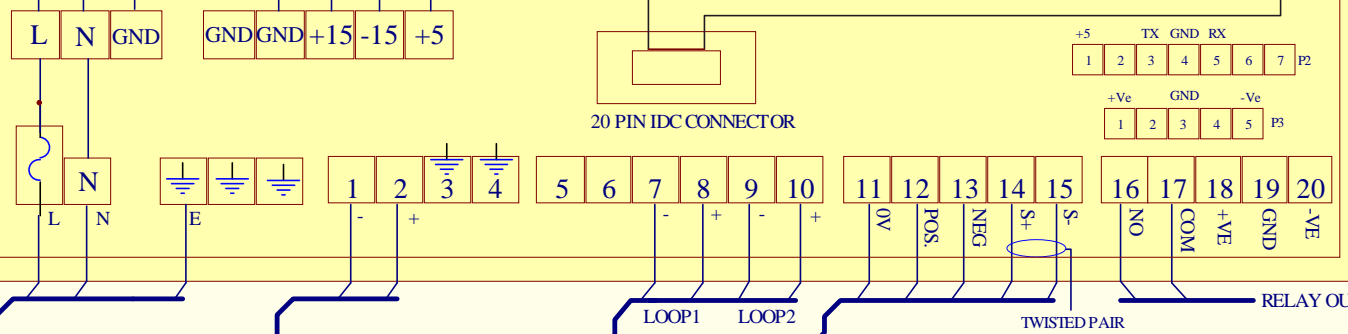 L N GND GND GND +15 -15 +5
+5 TX GND RX
1 2 3 4 5 6 7 P2
+Ve GND -Ve
1 2 3 4 5 P3
20 PIN IDC CONNECTOR
N
1 2 3 4 5 6 7 8 9 10 11 12 13 14 15 16 17 18 19 20
L N E - + - + - + 0V POS. NEG S+ S- NO COM +VE GND -VE
LOOP1 LOOP2 RELAY OU
TWISTED PAIR